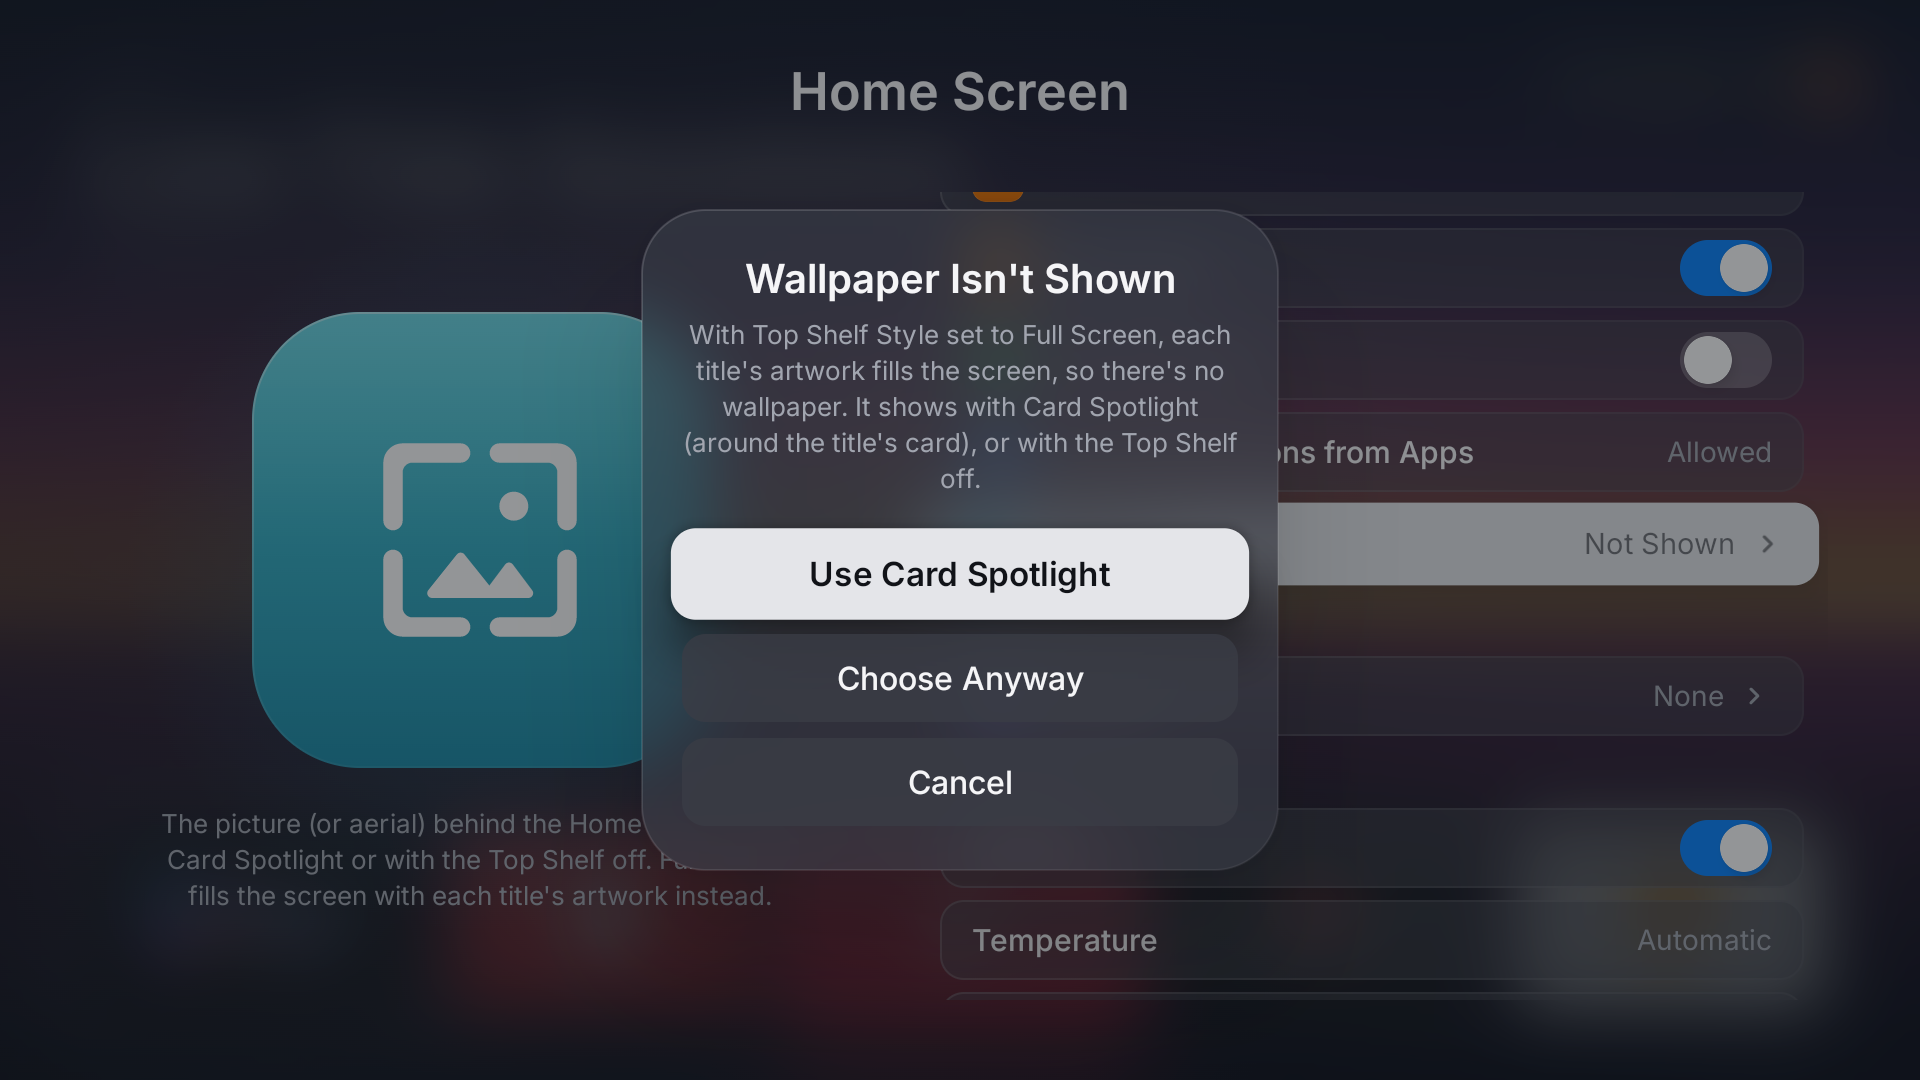 Home Screen
Wallpaper Isn't Shown
With Top Shelf Style set to Full Screen, each
title's artwork fills the screen, so there's no
wallpaper. It shows with Card Spotlight
(around the title's card), or with the Top Shelf
off.
Use Card Spotlight
Choose Anyway
Cancel
The picture (or aerial) behind the Home
Card Spotlight or with the Top Shelf off.
fills the screen with each title's artwork instead.
from Apps
Allowed
Not Shown
None
Temperature
Automatic